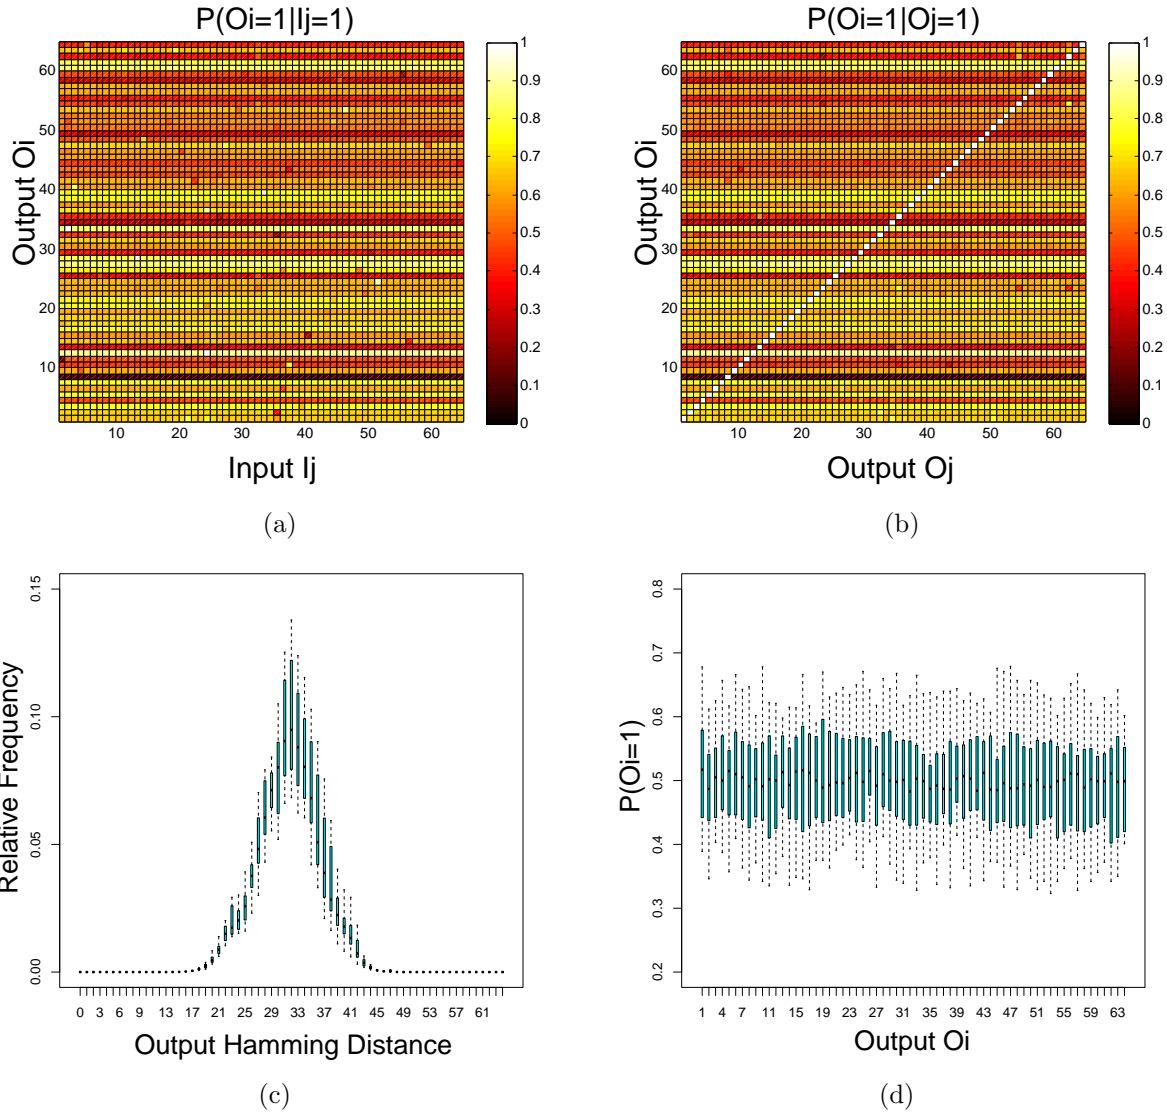 P(Oi=1|Ij=1)
Output Oi
60
50
40
30
20
10
10 20 30 40 50 60
Input Ij
1
0.9
0.8
0.7
0.6
0.5
0.4
0.3
0.2
0.1
0
(a)
P(Oi=1|Oj=1)
Output Oi
60
50
40
30
20
10
10 20 30 40 50 60
Output Oj
1
0.9
0.8
0.7
0.6
0.5
0.4
0.3
0.2
0.1
0
(b)
Relative Frequency
0.15
0.10
0.05
0.00
0 3 6 9 13 17 21 25 29 33 37 41 45 49 53 57 61
Output Hamming Distance
(c)
P(Oi=1)
0.8
0.7
0.6
0.5
0.4
0.3
0.2
1 4 7 11 15 19 23 27 31 35 39 43 47 51 55 59 63
Output Oi
(d)